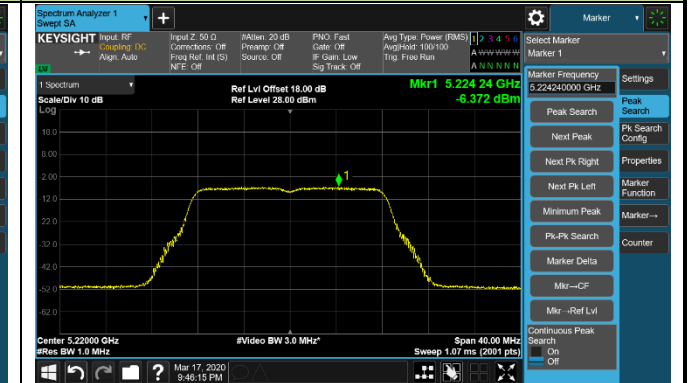 Spectrum Analyzer 1
Swept SA
Marker
KEYSIGHT Input: RF
Coupling: DC
Align: Auto
Input Z: 50 Ω
Corrections: Off
Freq Ref: Int (S)
NFE: Off
#Atten: 20 dB
Preamp: Off
Source: Off
PNO: Fast
Gate: Off
IF Gain: Low
Sig Track: Off
Avg Type: Power (RMS)
Avg|Hold: 100/100
Trig: Free Run
1 2 3 4 5 6
A W W W W W
A N N N N N
LV
Select Marker
Marker 1
1 Spectrum
Scale/Div 10 dB
Log
Ref Lvl Offset 18.00 dB
Ref Level 28.00 dBm
Mkr1 5.224 24 GHz
-6.372 dBm
Marker Frequency
5.224240000 GHz
Settings
Peak Search
Peak
Search
Next Peak
Pk Search
Config
Next Pk Right
Properties
Next Pk Left
Marker
Function
Minimum Peak
Marker→
Pk-Pk Search
Counter
Marker Delta
Mkr→CF
Mkr→Ref Lvl
Continuous Peak
Search
On
Off
18.0
8.00
-2.00
-12.0
-22.0
-32.0
-42.0
-52.0
-62.0
1
Center 5.22000 GHz
#Res BW 1.0 MHz
#Video BW 3.0 MHz*
Span 40.00 MHz
Sweep 1.07 ms (2001 pts)
?
Mar 17, 2020
9:46:15 PM